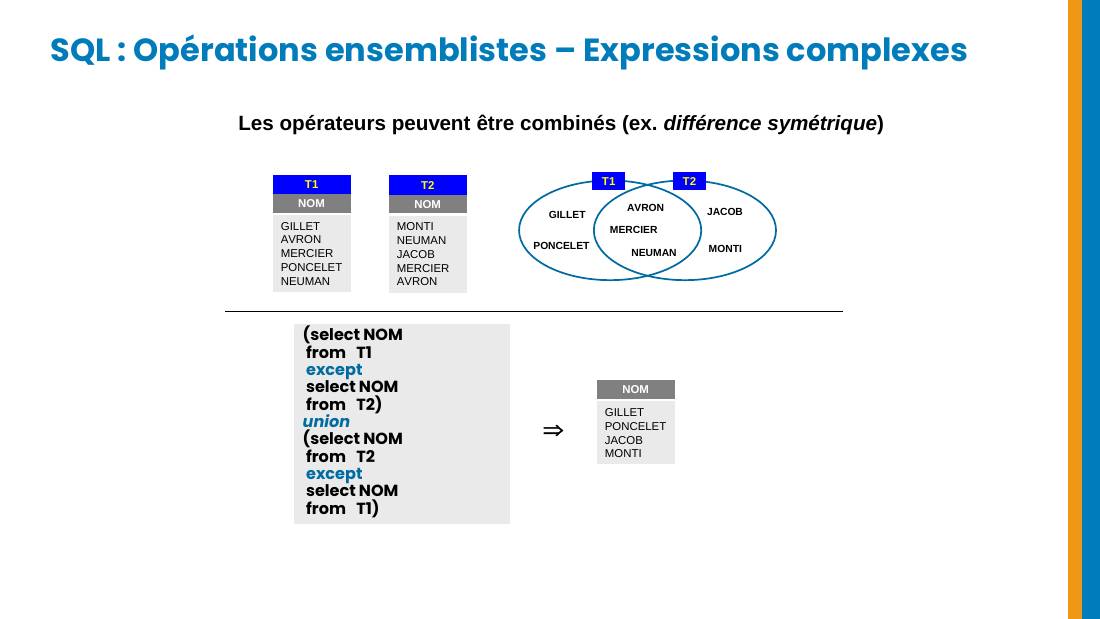 SQL : Opérations ensemblistes – Expressions complexes
Les opérateurs peuvent être combinés (ex. différence symétrique)
T1
NOM
GILLET
AVRON
MERCIER
PONCELET
NEUMAN
T2
NOM
MONTI
NEUMAN
JACOB
MERCIER
AVRON
T1
T2
GILLET
PONCELET
AVRON
MERCIER
NEUMAN
JACOB
MONTI
(select NOM
from T1
except
select NOM
from T2)
union
(select NOM
from T2
except
select NOM
from T1)
⇒
NOM
GILLET
PONCELET
JACOB
MONTI